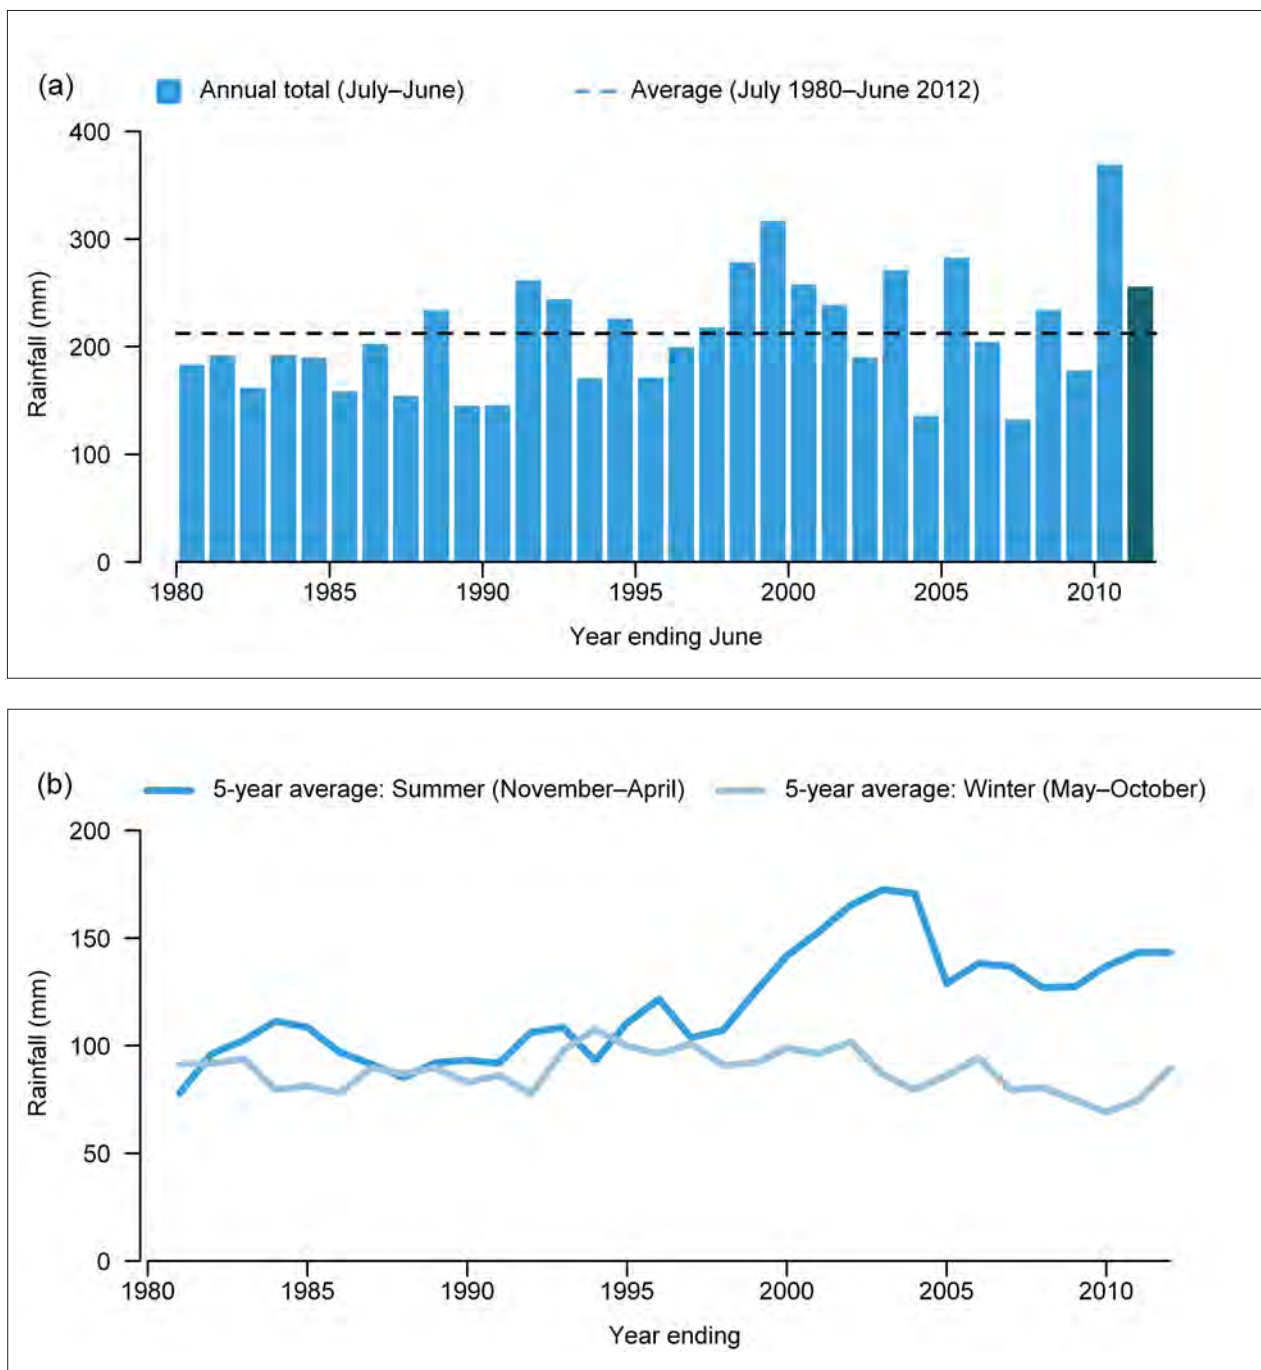 (a) Annual total (July–June) Average (July 1980–June 2012)
400
300
200
100
0
Rainfall (mm)
1980 1985 1990 1995 2000 2005 2010
Year ending June
(b) 5-year average: Summer (November–April) 5-year average: Winter (May–October)
200
150
100
50
0
Rainfall (mm)
1980 1985 1990 1995 2000 2005 2010
Year ending